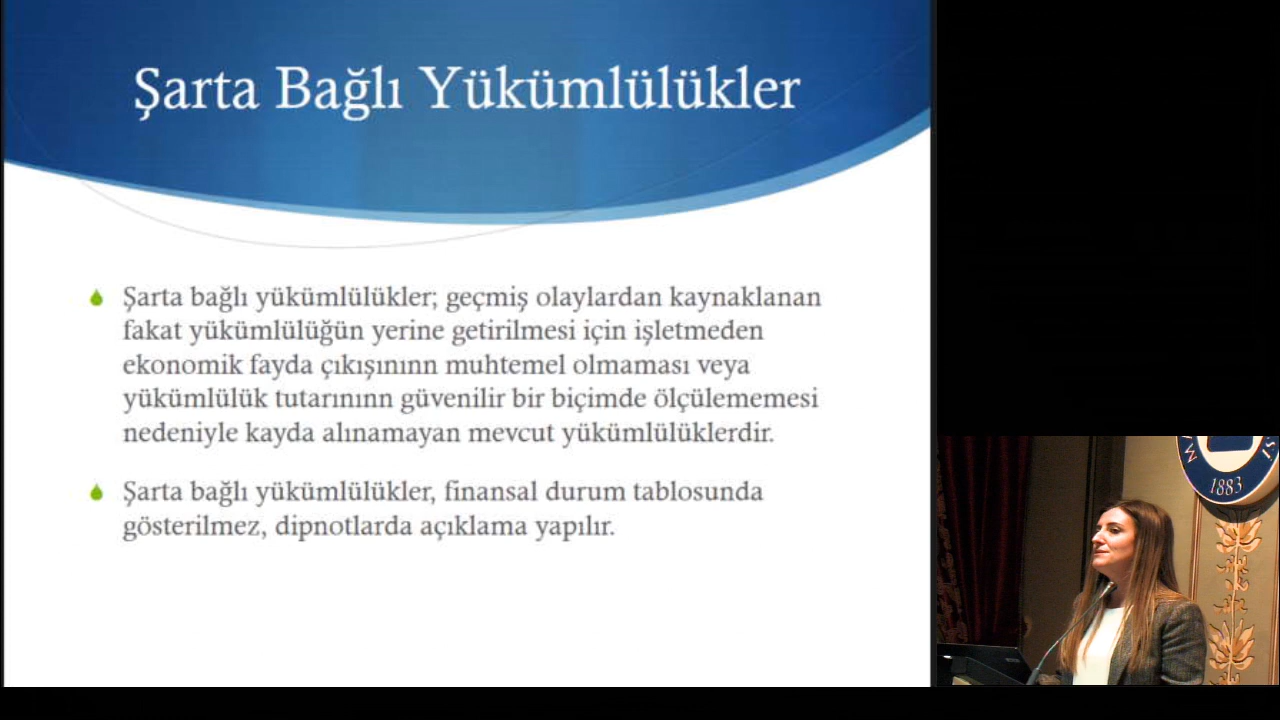 Şarta Bağlı Yükümlülükler
Şarta bağlı yükümlülükler; geçmiş olaylardan kaynaklanan
fakat yükümlülüğün yerine getirilmesi için işletmeden
ekonomik fayda çıkışınınn muhtemel olmaması veya
yükümlülük tutarınınn güvenilir bir biçimde ölçülememesi
nedeniyle kayda alınamayan mevcut yükümlülüklerdir.
Şarta bağlı yükümlülükler, finansal durum tablosunda
gösterilmez, dipnotlarda açıklama yapılır.
1883